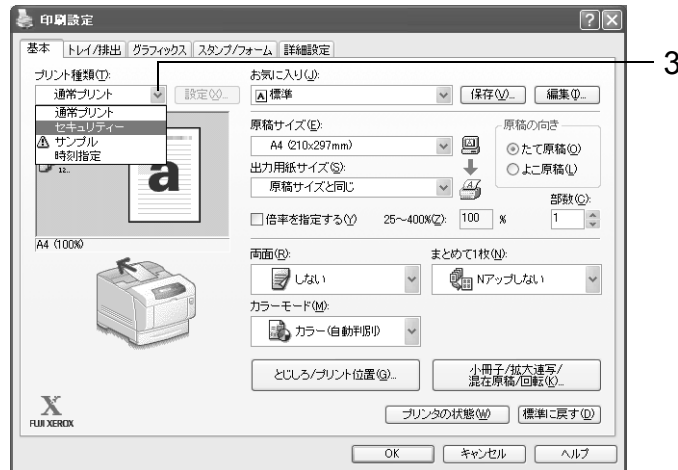 印刷設定
基本 トレイ/排出 グラフィックス スタンプ/フォーム 詳細設定
3
プリント種類(T):
通常プリント 設定(X)...
通常プリント
セキュリティー
サンプル
時刻指定
12..
a
A4 (100%)
FUJI XEROX
お気に入り(J):
標準 保存(V)... 編集(I)...
原稿サイズ(E):
A4 (210x297mm)
出力用紙サイズ(S):
原稿サイズと同じ
原稿の向き
たて原稿(O)
よこ原稿(L)
部数(C):
1
倍率を指定する(Y) 25～400%(Z): 100 %
両面(R):
しない
まとめて1枚(N):
Nアップしない
カラーモード(M):
カラー(自動判別)
とじしろ/プリント位置(G)...
小冊子/拡大連写/
混在原稿/回転(K)...
プリンタの状態(W) 標準に戻す(D)
OK キャンセル ヘルプ